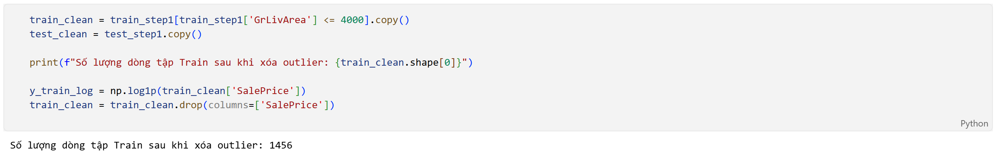 train_clean = train_step1[train_step1['GrLivArea'] <= 4000].copy()
test_clean = test_step1.copy()
print(f"Số lượng dòng tập Train sau khi xóa outlier: {train_clean.shape[0]}")
y_train_log = np.log1p(train_clean['SalePrice'])
train_clean = train_clean.drop(columns=['SalePrice'])
Python
Số lượng dòng tập Train sau khi xóa outlier: 1456